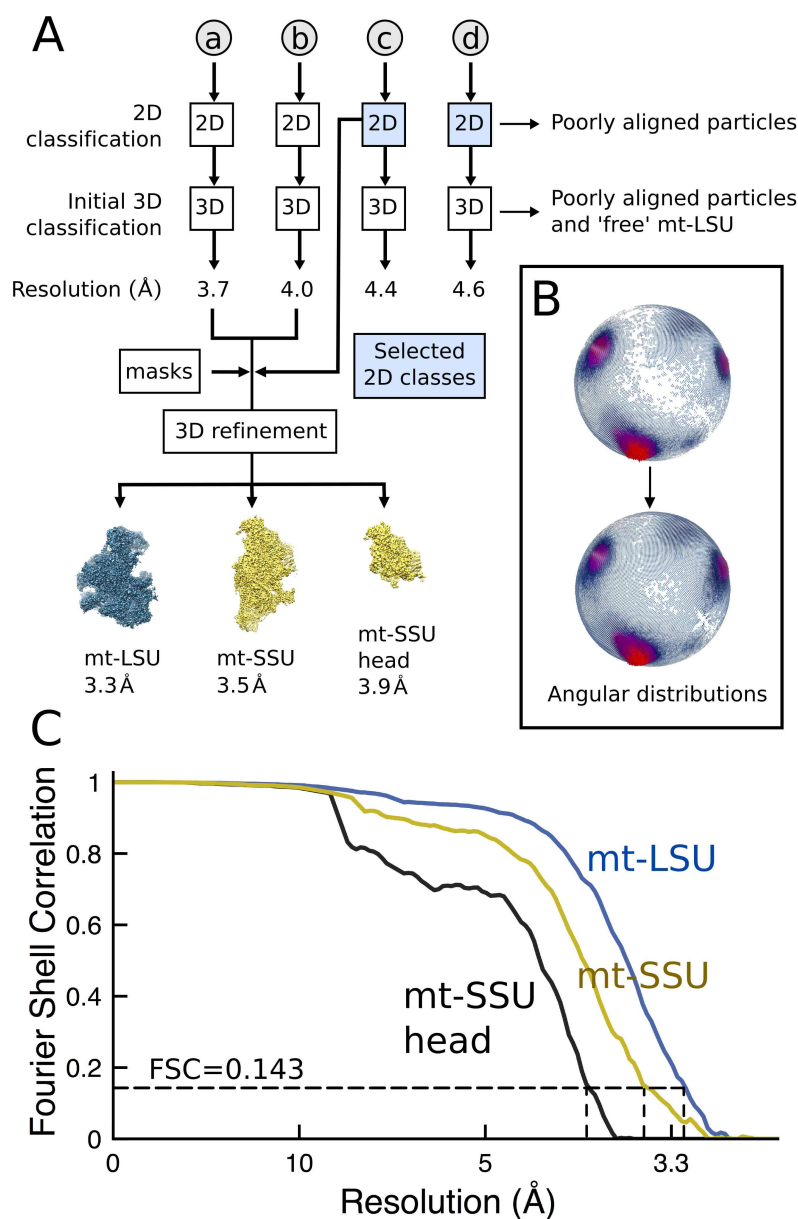 A
a b c d
2D
classification
2D 2D 2D 2D
Poorly aligned particles
Initial 3D
classification
3D 3D 3D 3D
Poorly aligned particles
and 'free' mt-LSU
Resolution (Å) 3.7 4.0 4.4 4.6
masks
Selected
2D classes
3D refinement
mt-LSU
3.3Å
mt-SSU
3.5Å
mt-SSU
head
3.9Å
B
Angular distributions
C
Fourier Shell Correlation
1
0.8
0.6
0.4
0.2
0
mt-LSU
mt-SSU
mt-SSU
head
FSC=0.143
0 10 5 3.3
Resolution (Å)